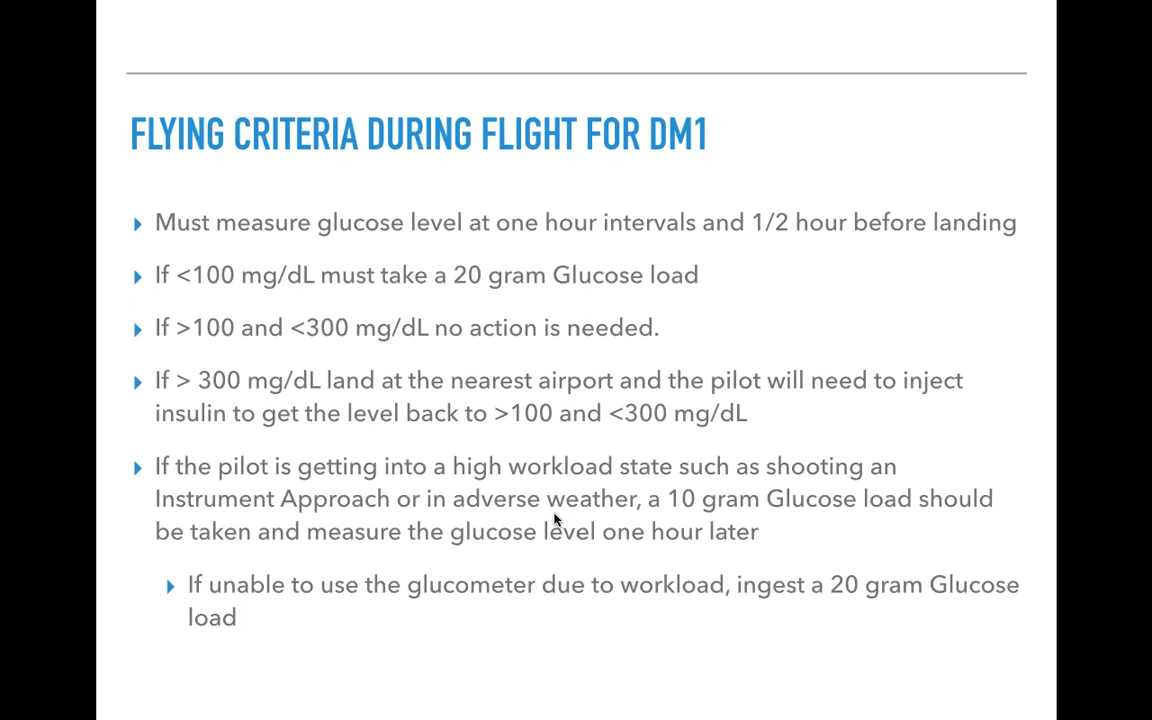 FLYING CRITERIA DURING FLIGHT FOR DM1
Must measure glucose level at one hour intervals and 1/2 hour before landing
If <100 mg/dL must take a 20 gram Glucose load
If >100 and <300 mg/dL no action is needed.
If > 300 mg/dL land at the nearest airport and the pilot will need to inject
insulin to get the level back to >100 and <300 mg/dL
If the pilot is getting into a high workload state such as shooting an
Instrument Approach or in adverse weather, a 10 gram Glucose load should
be taken and measure the glucose level one hour later
If unable to use the glucometer due to workload, ingest a 20 gram Glucose
load